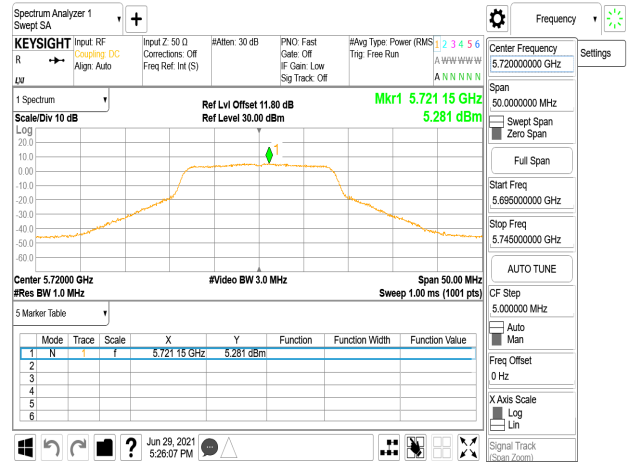 Spectrum Analyzer 1
Swept SA
+
Frequency
Settings
KEYSIGHT
R
Input: RF
Coupling: DC
Align: Auto
Input Z: 50 Ω
Corrections: Off
Freq Ref: Int (S)
#Atten: 30 dB
PNO: Fast
Gate: Off
IF Gain: Low
Sig Track: Off
#Avg Type: Power (RMS
Trig: Free Run
1 2 3 4 5 6
A W W W W W
A N N N N N
1 Spectrum
Scale/Div 10 dB
Ref Lvl Offset 11.80 dB
Ref Level 30.00 dBm
Mkr1 5.721 15 GHz
5.281 dBm
Log
20.0
10.0
0.00
-10.0
-20.0
-30.0
-40.0
-50.0
-60.0
1
Center 5.72000 GHz
#Res BW 1.0 MHz
#Video BW 3.0 MHz
Span 50.00 MHz
Sweep 1.00 ms (1001 pts)
5 Marker Table
Mode Trace Scale X Y Function Function Width Function Value
1 N 1 f 5.721 15 GHz 5.281 dBm
2
3
4
5
6
Jun 29, 2021
5:26:07 PM
?
Center Frequency
5.720000000 GHz
Span
50.0000000 MHz
Swept Span
Zero Span
Full Span
Start Freq
5.695000000 GHz
Stop Freq
5.745000000 GHz
AUTO TUNE
CF Step
5.000000 MHz
Auto
Man
Freq Offset
0 Hz
X Axis Scale
Log
Lin
Signal Track
(Span Zoom)